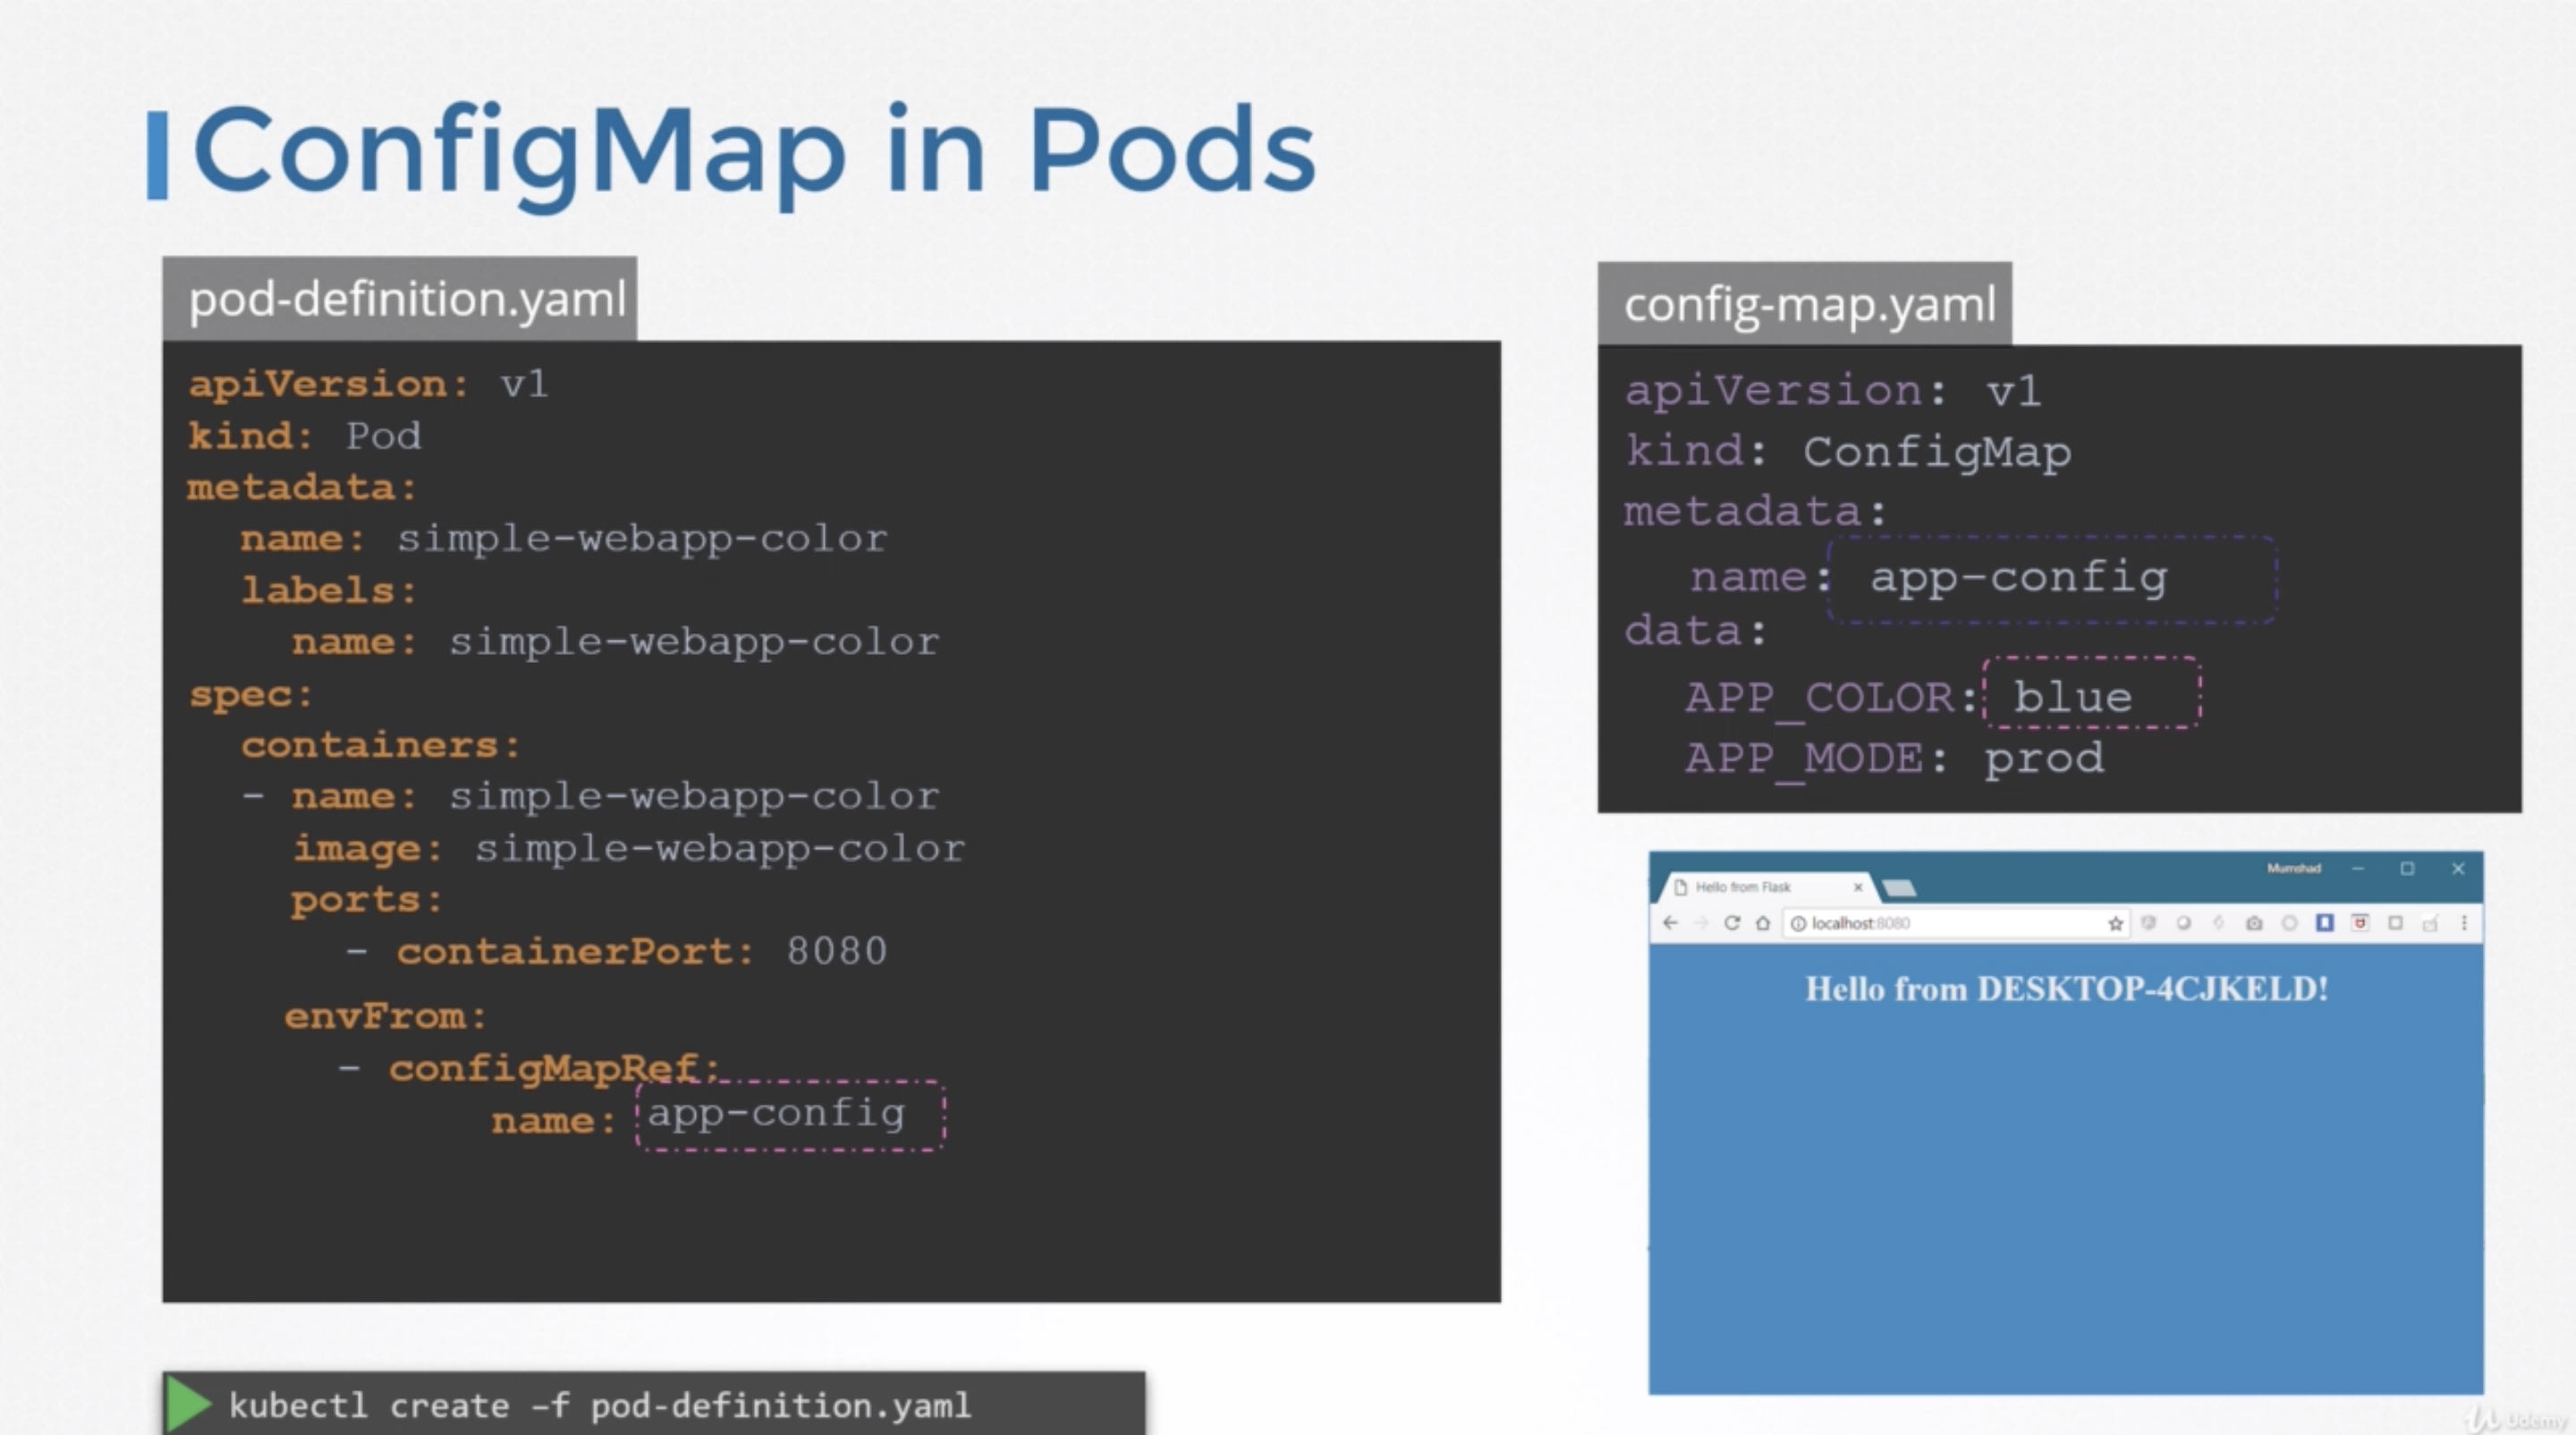 ConfigMap in Pods
pod-definition.yaml
apiVersion: v1
kind: Pod
metadata:
name: simple-webapp-color
labels:
name: simple-webapp-color
spec:
containers:
- name: simple-webapp-color
image: simple-webapp-color
ports:
- containerPort: 8080
envFrom:
- configMapRef:
name: app-config
kubectl create –f pod-definition.yaml
config-map.yaml
apiVersion: v1
kind: ConfigMap
metadata:
name: app-config
data:
APP_COLOR: blue
APP_MODE: prod
Mumshad
Hello from Flask
localhost:8080
Hello from DESKTOP-4CJKELD!
Udemy